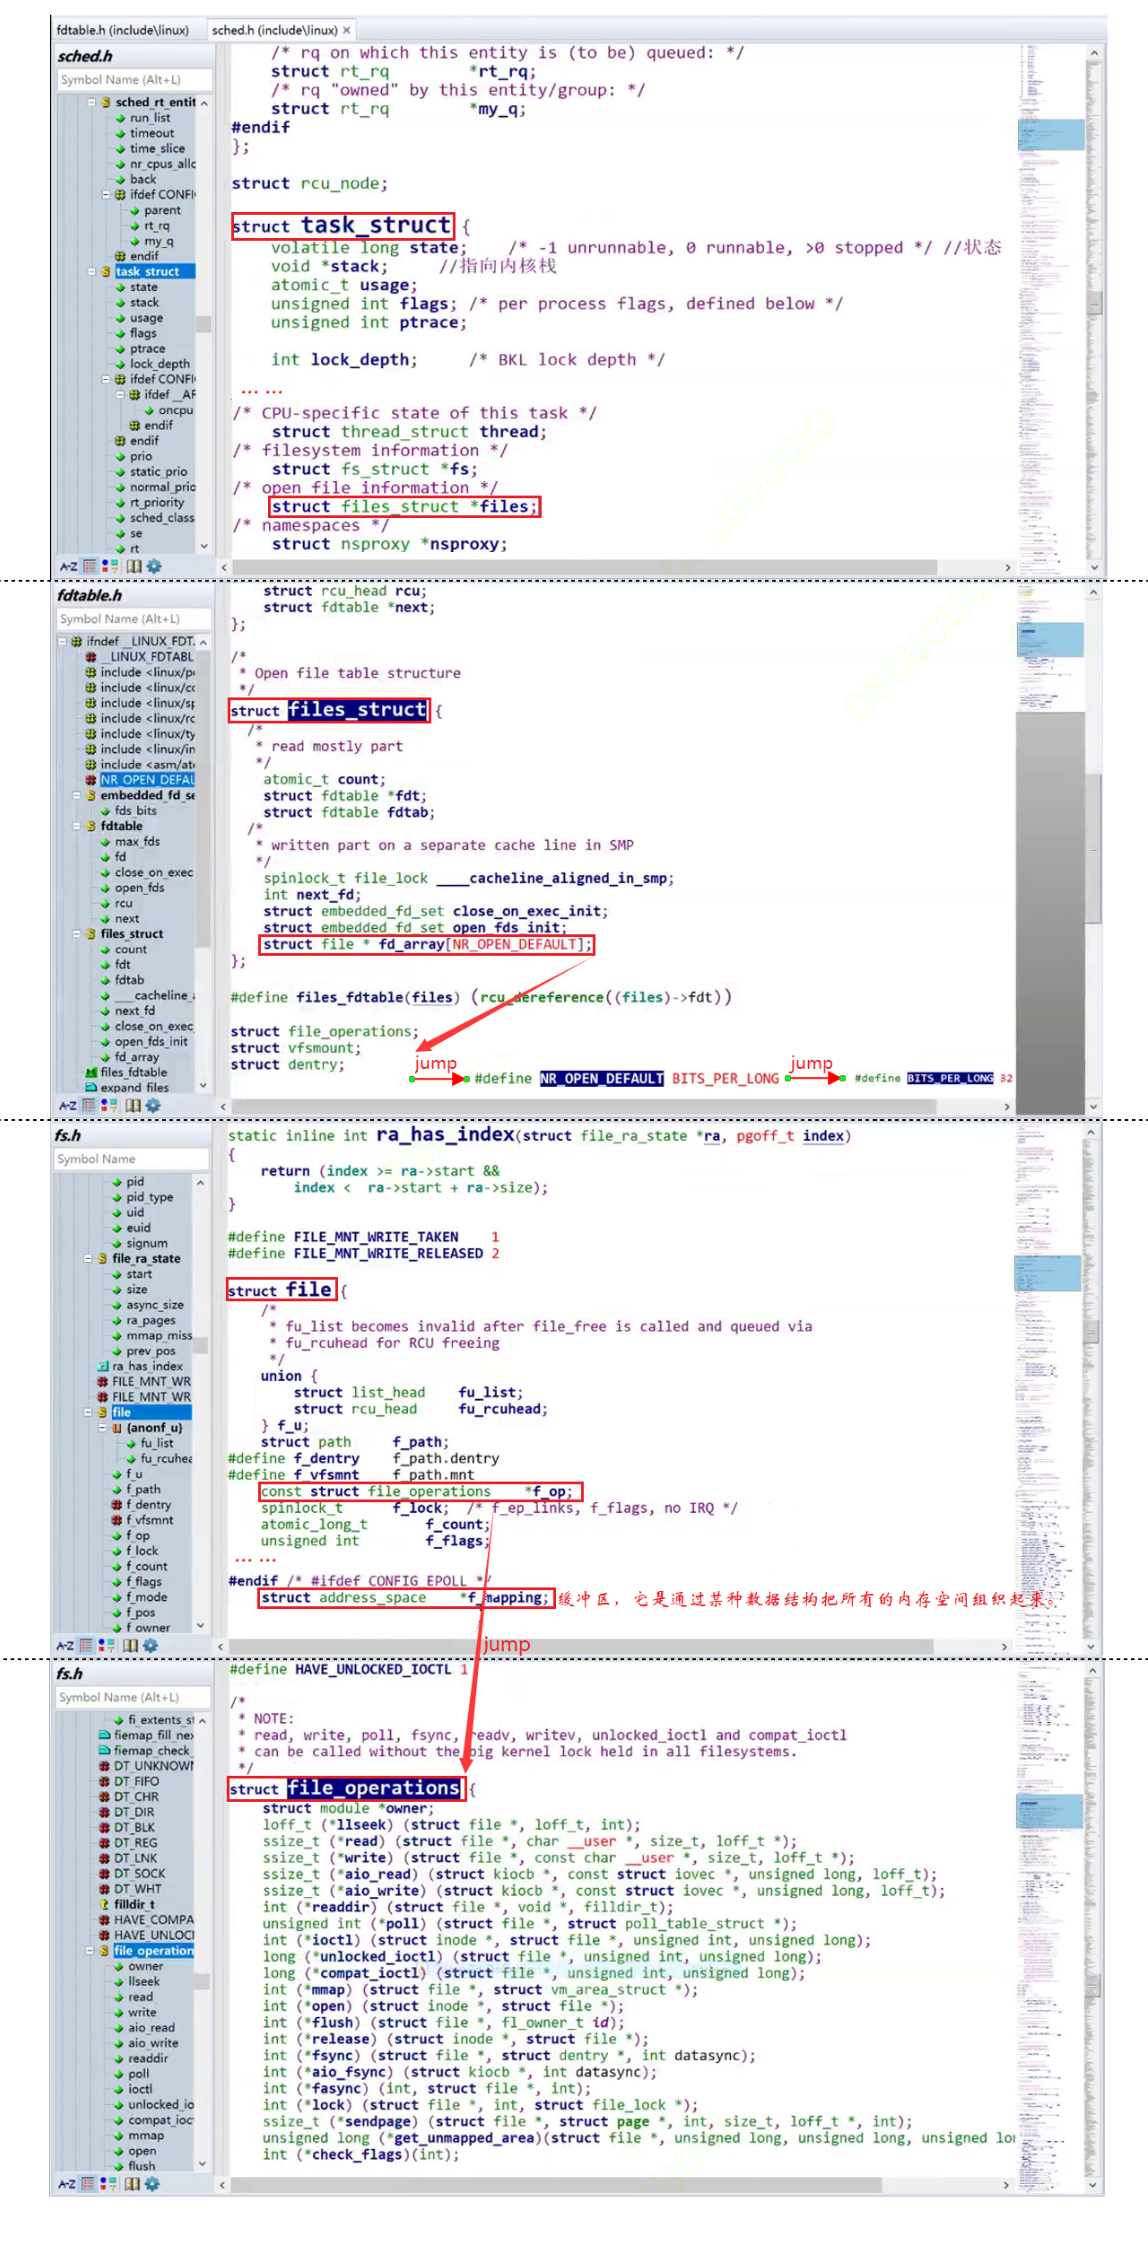 fdtable.h (include\linux) sched.h (include\linux) ×
sched.h
Symbol Name (Alt+L)
sched_rt_entit
run_list
timeout
time_slice
nr_cpus_allc
back
ifdef CONFI
parent
rt_rq
my_q
endif
task_struct
state
stack
usage
flags
ptrace
lock_depth
ifdef CONFI
ifdef __AF
oncpu
endif
endif
prio
static_prio
normal_pric
rt_priority
sched_class
se
rt
A-Z
/* rq on which this entity is (to be) queued: */
struct rt_rq *rt_rq;
/* rq "owned" by this entity/group: */
struct rt_rq *my_q;
#endif
};
struct rcu_node;
struct task_struct {
volatile long state; /* -1 unrunnable, 0 runnable, >0 stopped */ //状态
void *stack; //指向内核栈
atomic_t usage;
unsigned int flags; /* per process flags, defined below */
unsigned int ptrace;
int lock_depth; /* BKL lock depth */
... ...
/* CPU-specific state of this task */
struct thread_struct thread;
/* filesystem information */
struct fs_struct *fs;
/* open file information */
struct files_struct *files;
/* namespaces */
struct nsproxy *nsproxy;
fdtable.h
Symbol Name (Alt+L)
ifndef __LINUX_FDT
__LINUX_FDTABL
include <linux/p
include <linux/cc
include <linux/sp
include <linux/rc
include <linux/ty
include <linux/in
include <asm/at
NR_OPEN_DEFAU
embedded_fd_se
fds_bits
fdtable
max_fds
fd
close_on_exec
open_fds
rcu
next
files_struct
count
fdt
fdtab
____cacheline_a
next_fd
close_on_exec_
open_fds_init
fd_array
files_fdtable
expand_files
A-Z
struct rcu_head rcu;
struct fdtable *next;
};
/*
* Open file table structure
*/
struct files_struct {
/*
* read mostly part
*/
atomic_t count;
struct fdtable *fdt;
struct fdtable fdtab;
/*
* written part on a separate cache line in SMP
*/
spinlock_t file_lock ____cacheline_aligned_in_smp;
int next_fd;
struct embedded_fd_set close_on_exec_init;
struct embedded_fd_set open_fds_init;
struct file * fd_array[NR_OPEN_DEFAULT];
};
#define files_fdtable(files) (rcu_dereference((files)->fdt))
struct file_operations;
struct vfsmount;
struct dentry;
jump #define NR_OPEN_DEFAULT BITS_PER_LONG jump #define BITS_PER_LONG 32
fs.h
Symbol Name
pid
pid_type
uid
euid
signum
file_ra_state
start
size
async_size
ra_pages
mmap_miss
prev_pos
ra_has_index
FILE_MNT_WR
FILE_MNT_WR
file
(anonf_u)
fu_list
fu_rcuhea
f_u
f_path
f_dentry
f_vfsmnt
f_op
f_lock
f_count
f_flags
f_mode
f_pos
f_owner
A-Z
static inline int ra_has_index(struct file_ra_state *ra, pgoff_t index)
{
return (index >= ra->start &&
index < ra->start + ra->size);
}
#define FILE_MNT_WRITE_TAKEN 1
#define FILE_MNT_WRITE_RELEASED 2
struct file {
/*
* fu_list becomes invalid after file_free is called and queued via
* fu_rcuhead for RCU freeing
*/
union {
struct list_head fu_list;
struct rcu_head fu_rcuhead;
} f_u;
struct path f_path;
#define f_dentry f_path.dentry
#define f_vfsmnt f_path.mnt
const struct file_operations *f_op;
spinlock_t f_lock; /* f_ep_links, f_flags, no IRQ */
atomic_long_t f_count;
unsigned int f_flags;
... ...
#endif /* #ifdef CONFIG_EPOLL */
struct address_space *f_mapping; 缓冲区，它是通过某种数据结构把所有的内存空间组织起来。
jump
fs.h
Symbol Name (Alt+L)
fi_extents_st
fiemap_fill_nex
fiemap_check_
DT_UNKNOWN
DT_FIFO
DT_CHR
DT_DIR
DT_BLK
DT_REG
DT_LNK
DT_SOCK
DT_WHT
filldir_t
HAVE_COMPA
HAVE_UNLOC
file_operation
owner
llseek
read
write
aio_read
aio_write
readdir
poll
ioctl
unlocked_io
compat_ioc
mmap
open
flush
A-Z
#define HAVE_UNLOCKED_IOCTL 1
/*
* NOTE:
* read, write, poll, fsync, readv, writev, unlocked_ioctl and compat_ioctl
* can be called without the big kernel lock held in all filesystems.
*/
struct file_operations {
struct module *owner;
loff_t (*llseek) (struct file *, loff_t, int);
ssize_t (*read) (struct file *, char __user *, size_t, loff_t *);
ssize_t (*write) (struct file *, const char __user *, size_t, loff_t *);
ssize_t (*aio_read) (struct kiocb *, const struct iovec *, unsigned long, loff_t);
ssize_t (*aio_write) (struct kiocb *, const struct iovec *, unsigned long, loff_t);
int (*readdir) (struct file *, void *, filldir_t);
unsigned int (*poll) (struct file *, struct poll_table_struct *);
int (*ioctl) (struct inode *, struct file *, unsigned int, unsigned long);
long (*unlocked_ioctl) (struct file *, unsigned int, unsigned long);
long (*compat_ioctl) (struct file *, unsigned int, unsigned long);
int (*mmap) (struct file *, struct vm_area_struct *);
int (*open) (struct inode *, struct file *);
int (*flush) (struct file *, fl_owner_t id);
int (*release) (struct inode *, struct file *);
int (*fsync) (struct file *, struct dentry *, int datasync);
int (*aio_fsync) (struct kiocb *, int datasync);
int (*fasync) (int, struct file *, int);
int (*lock) (struct file *, int, struct file_lock *);
ssize_t (*sendpage) (struct file *, struct page *, int, size_t, loff_t *, int);
unsigned long (*get_unmapped_area)(struct file *, unsigned long, unsigned long, unsigned lo
int (*check_flags)(int);